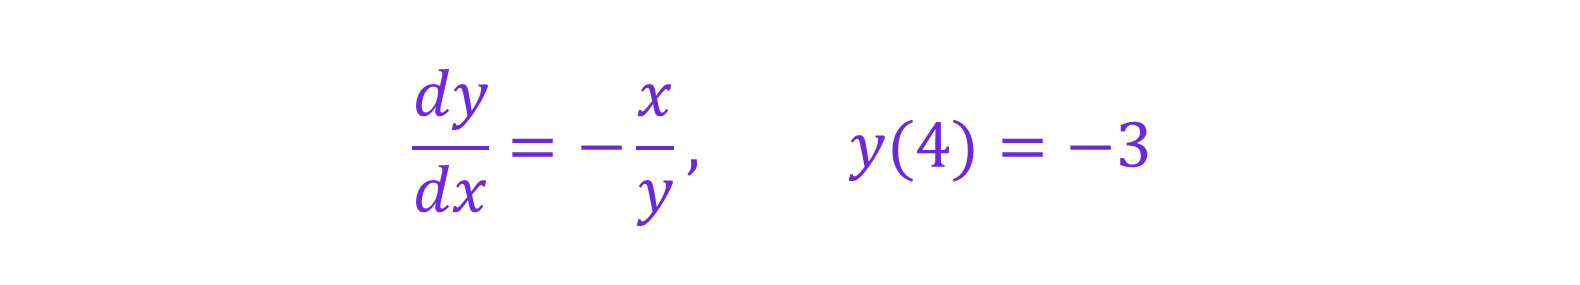 dy/dx = −x/y,  y(4) = −3